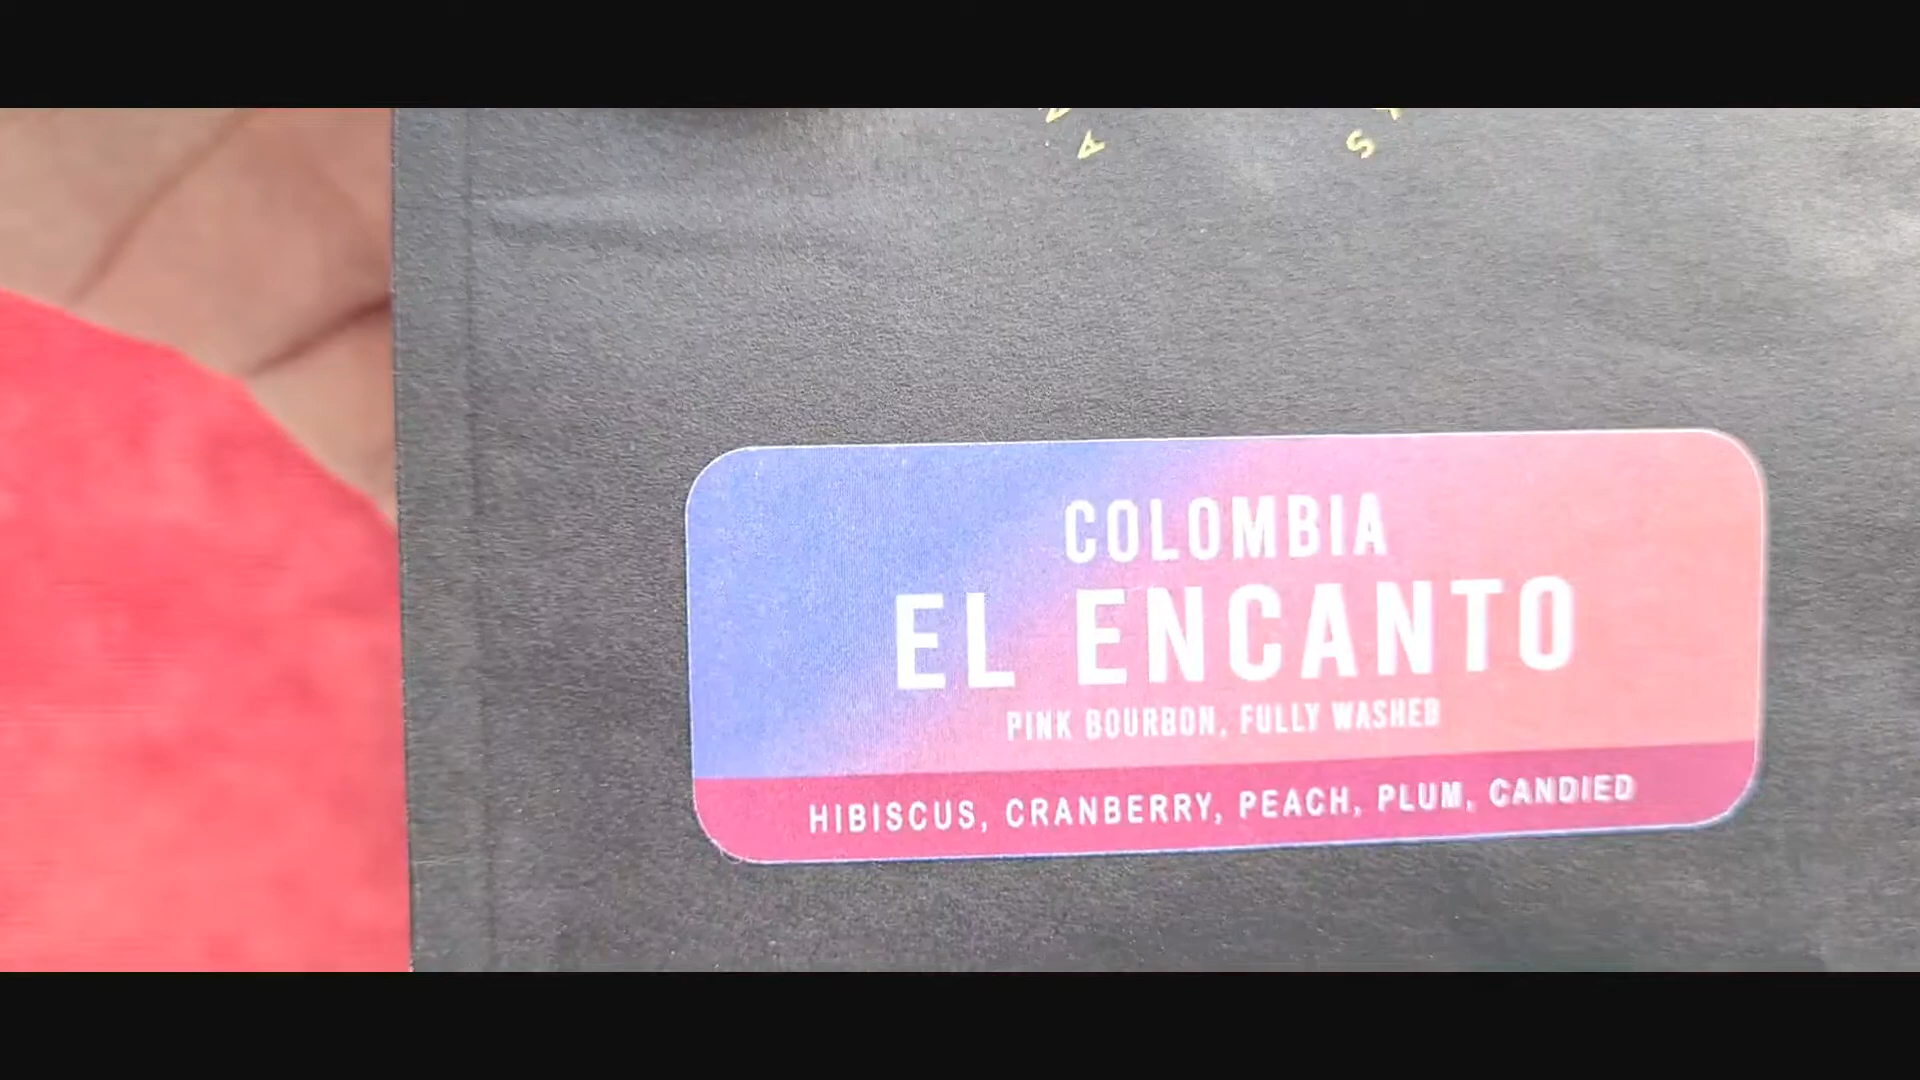 COLOMBIA
EL ENCANTO
PINK BOURBON, FULLY WASHED
HIBISCUS, CRANBERRY, PEACH, PLUM, CANDIED